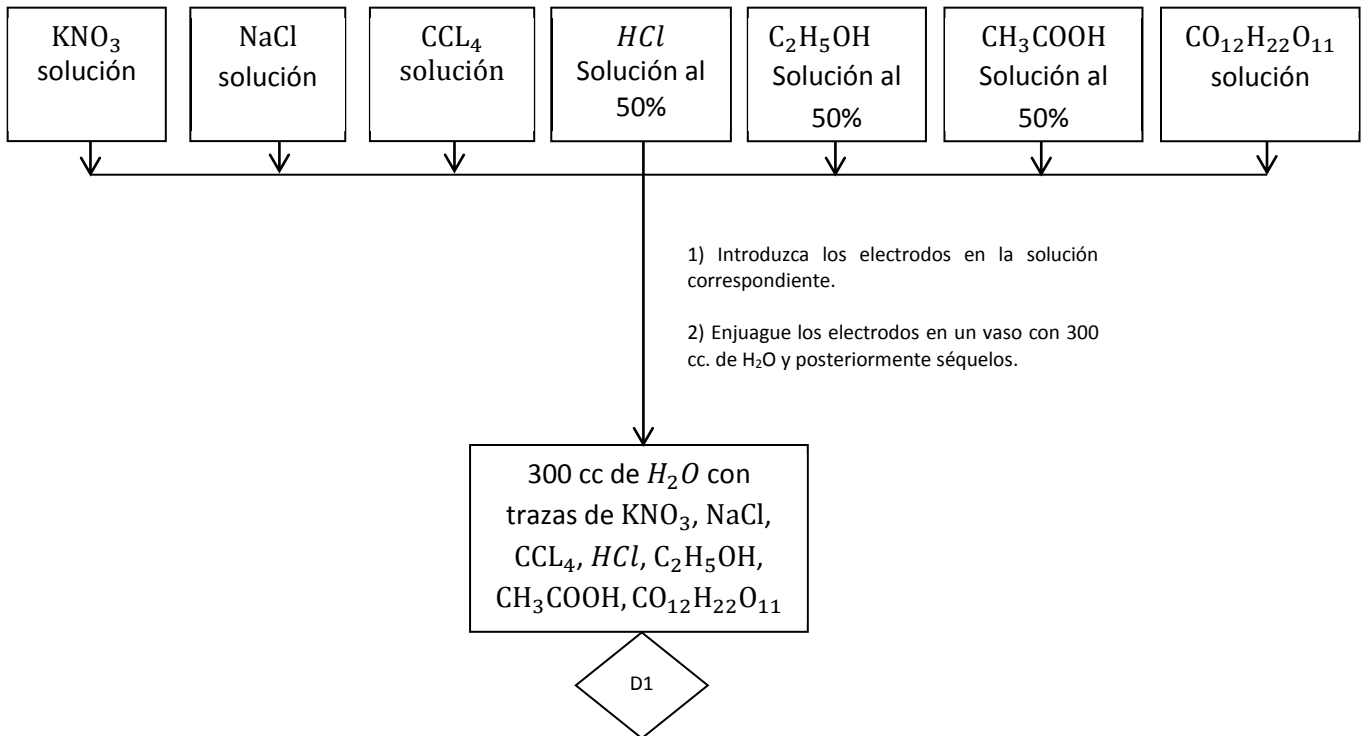 KNO₃
solución
NaCl
solución
CCL₄
solución
HCl
Solución al
50%
C₂H₅OH
Solución al
50%
CH₃COOH
Solución al
50%
CO₁₂H₂₂O₁₁
solución
1) Introduzca los electrodos en la solución
correspondiente.
2) Enjuague los electrodos en un vaso con 300
cc. de H₂O y posteriormente séquelos.
300 cc de H₂O con
trazas de KNO₃, NaCl,
CCL₄, HCl, C₂H₅OH,
CH₃COOH, CO₁₂H₂₂O₁₁
D1